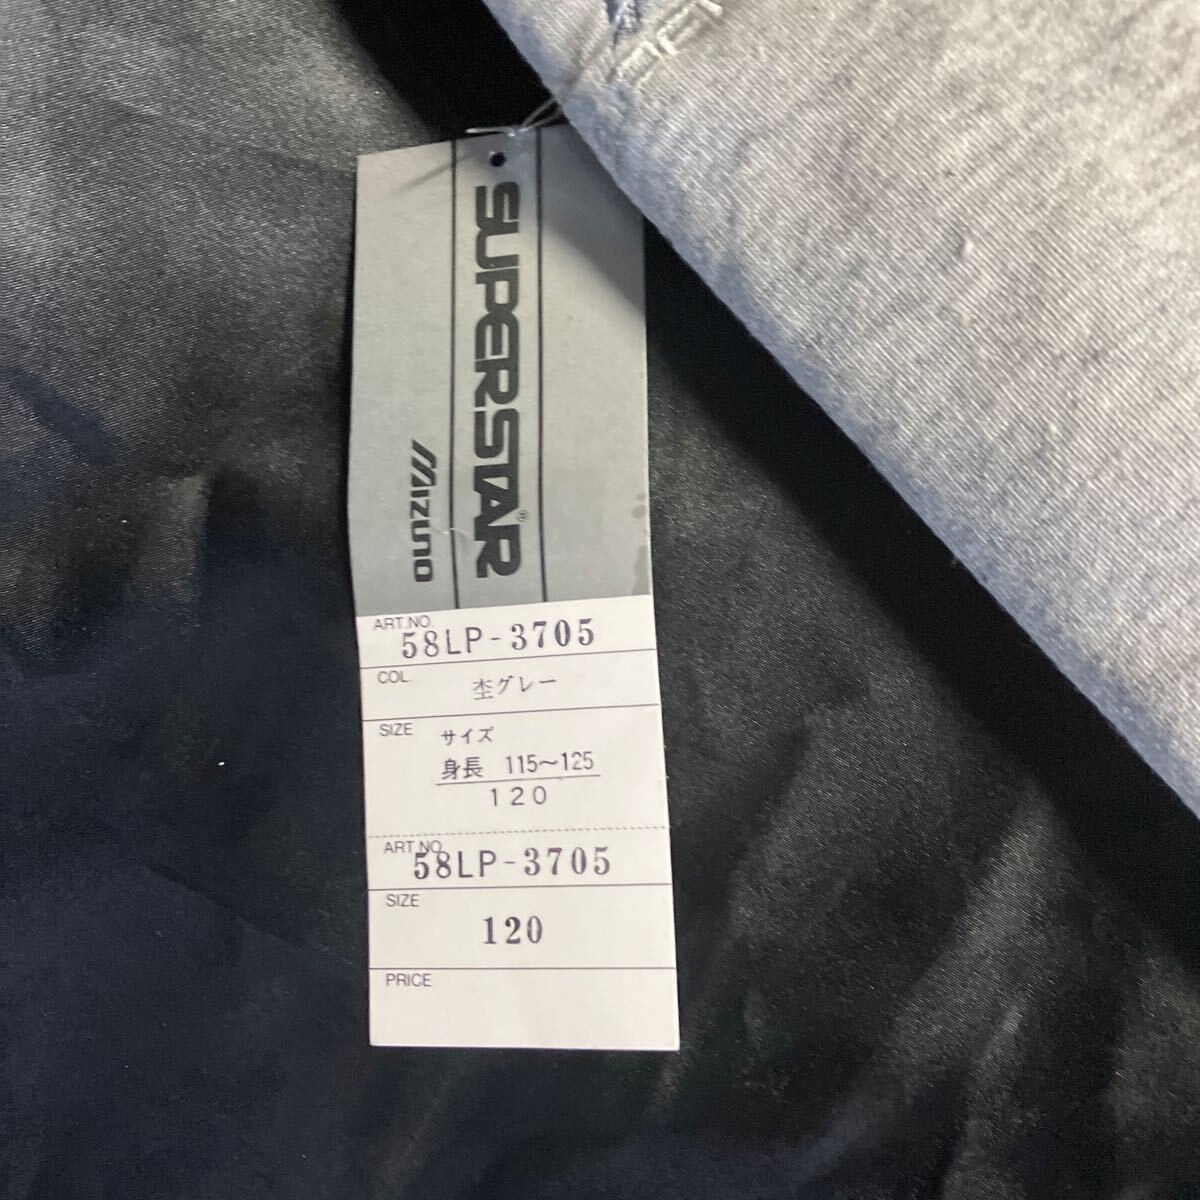 SUPERSTAR®
Mizuno
ART.NO.
58LP-3705
COL
杢グレー
SIZE
サイズ
身長 115～125
120
ART.NO.
58LP-3705
SIZE
120
PRICE